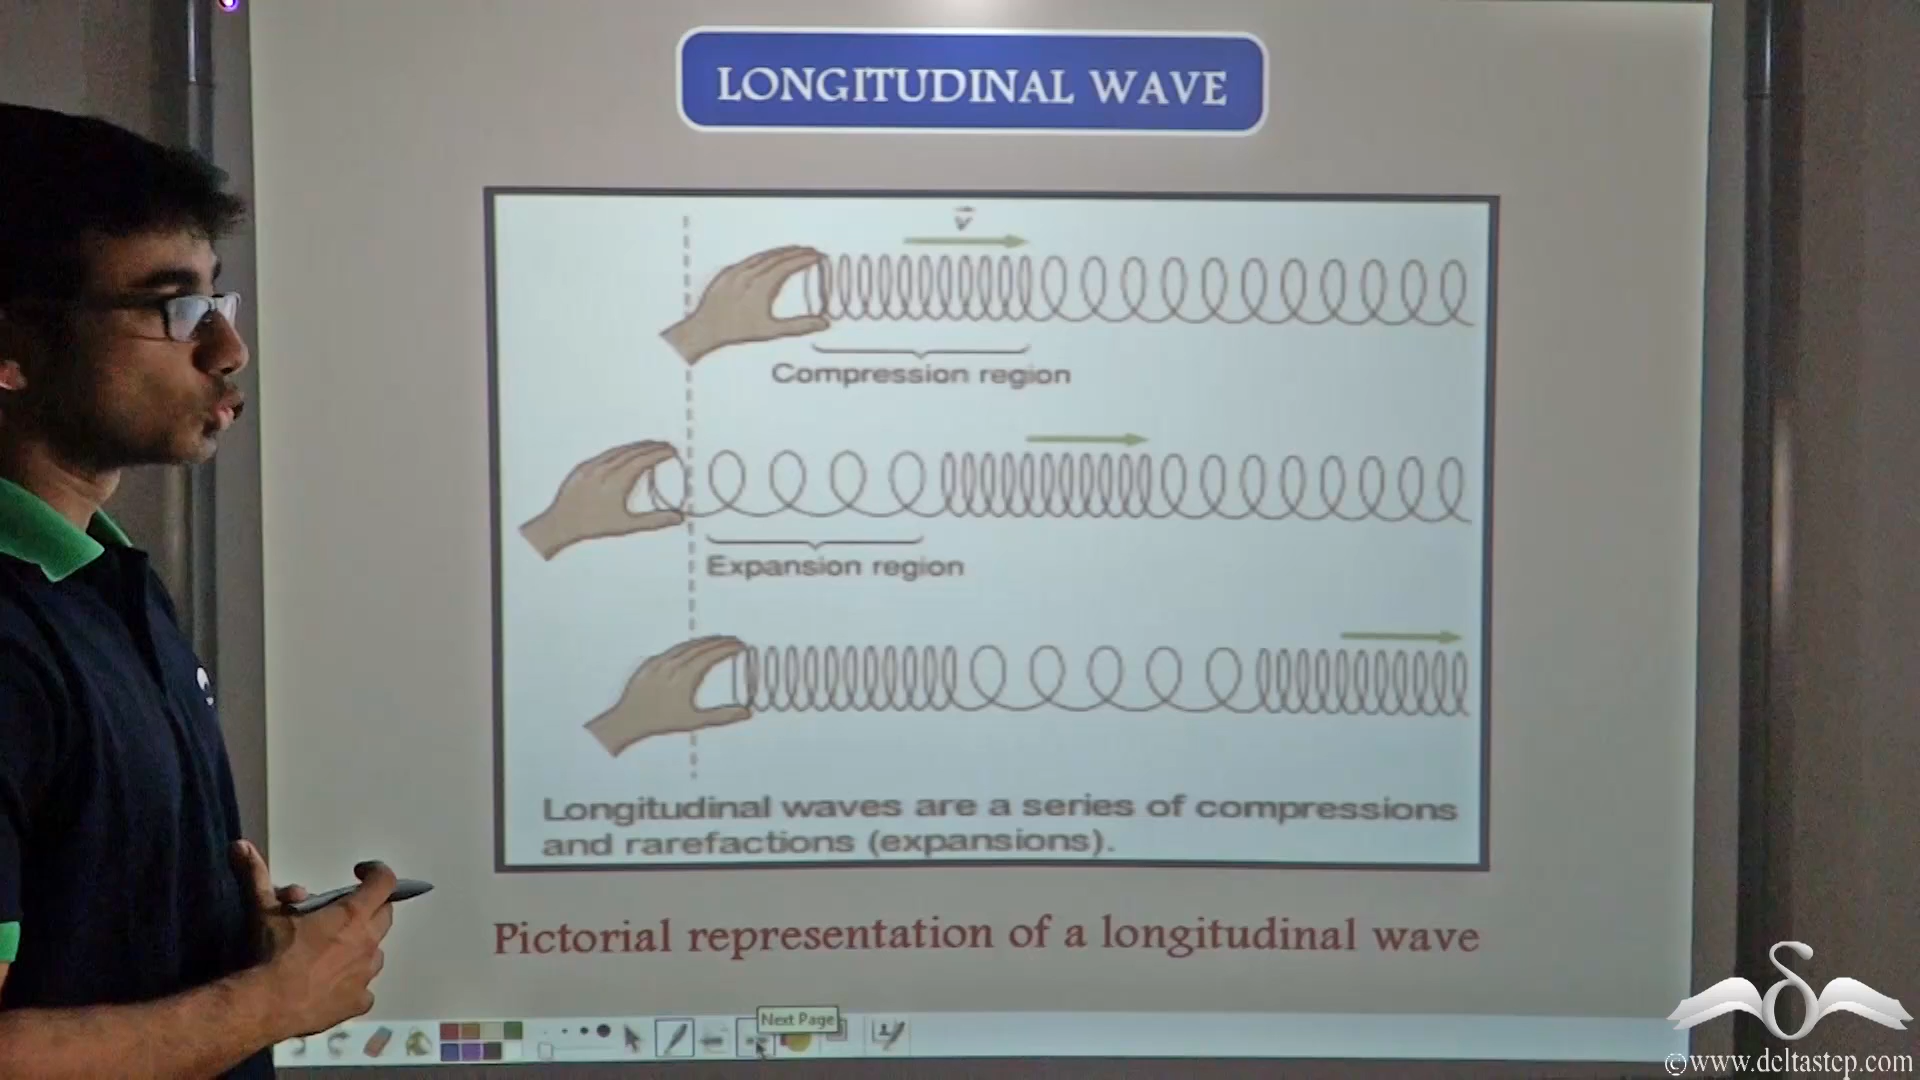 LONGITUDINAL WAVE
v
Compression region
Expansion region
Longitudinal waves are a series of compressions
and rarefactions (expansions).
Pictorial representation of a longitudinal wave
Next Page
©www.deltastep.com